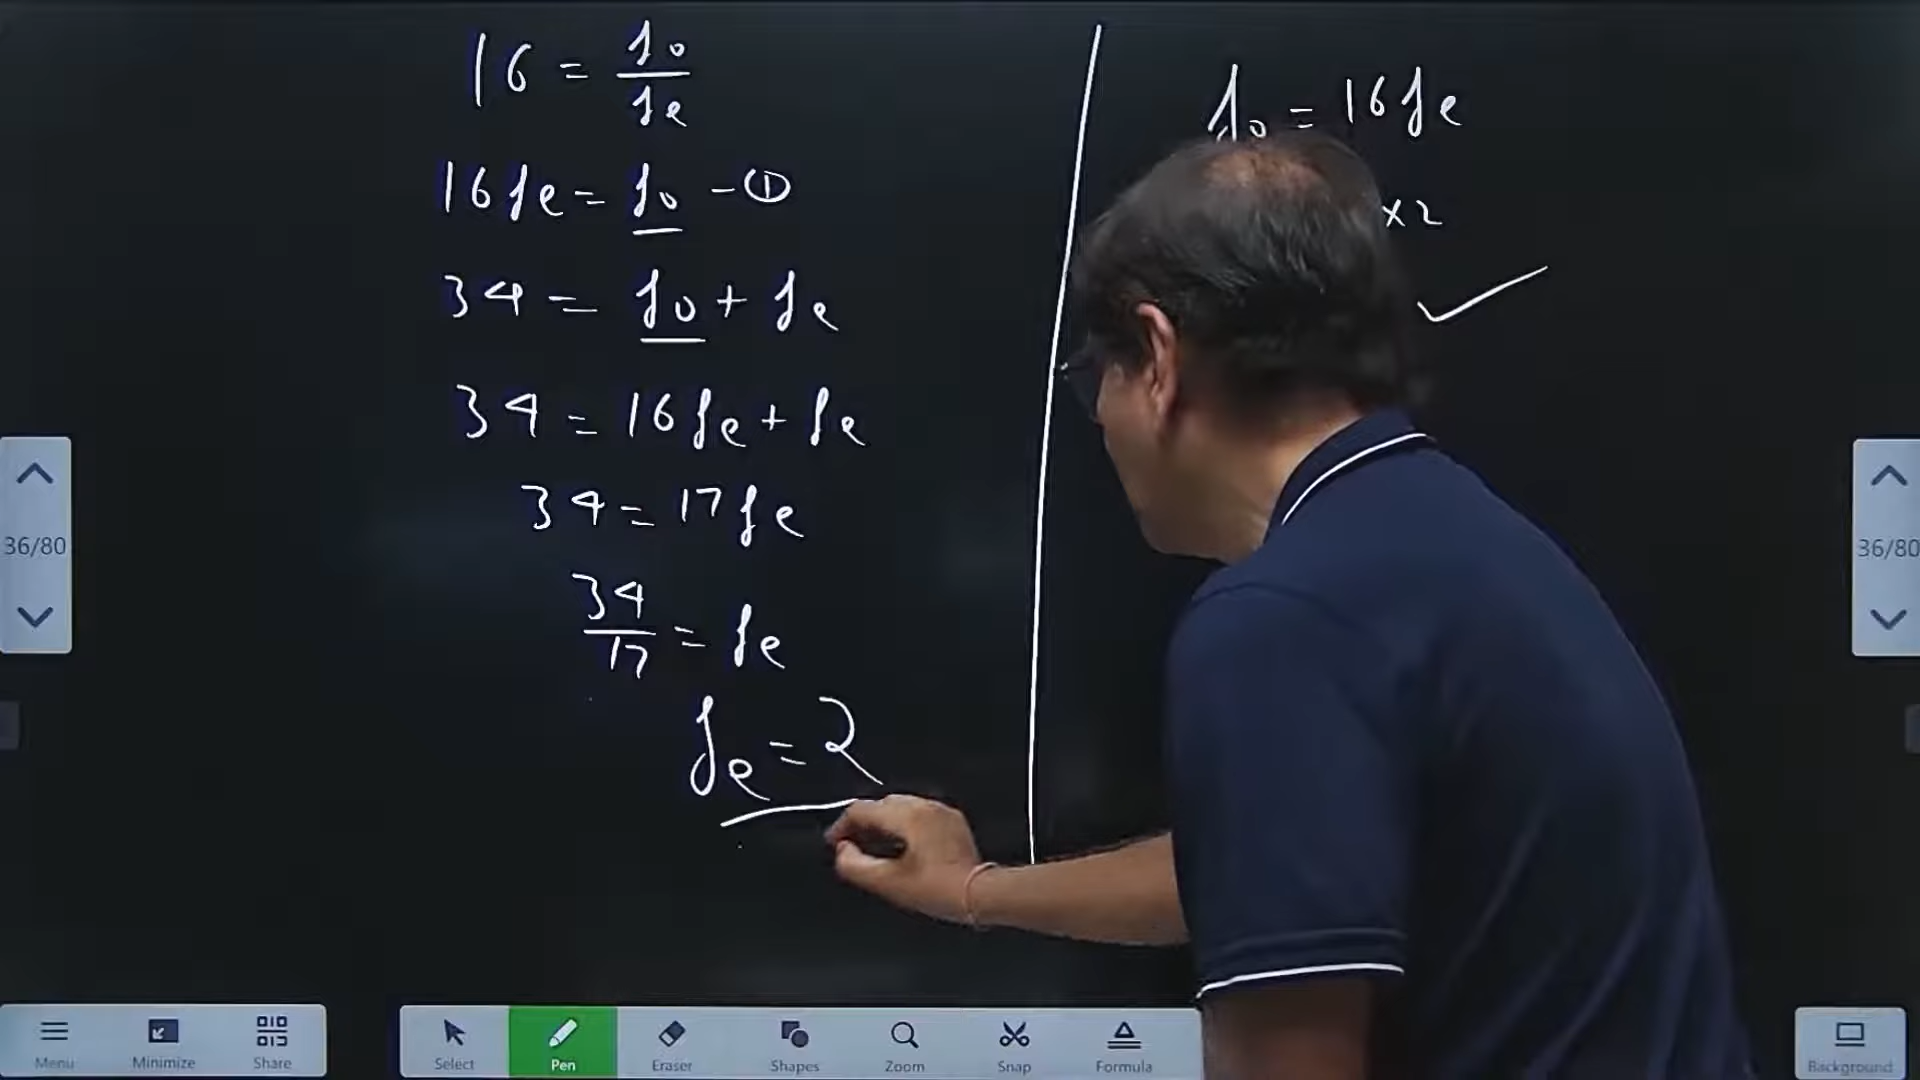 16 = fo/fe
16fe = fo - ①
34 = fo + fe
34 = 16fe + fe
34 = 17fe
34/17 = fe
fe = 2
fo = 16fe
×2
36/80
36/80
Menu
Minimize
Share
Select
Pen
Eraser
Shapes
Zoom
Snap
Formula
Background